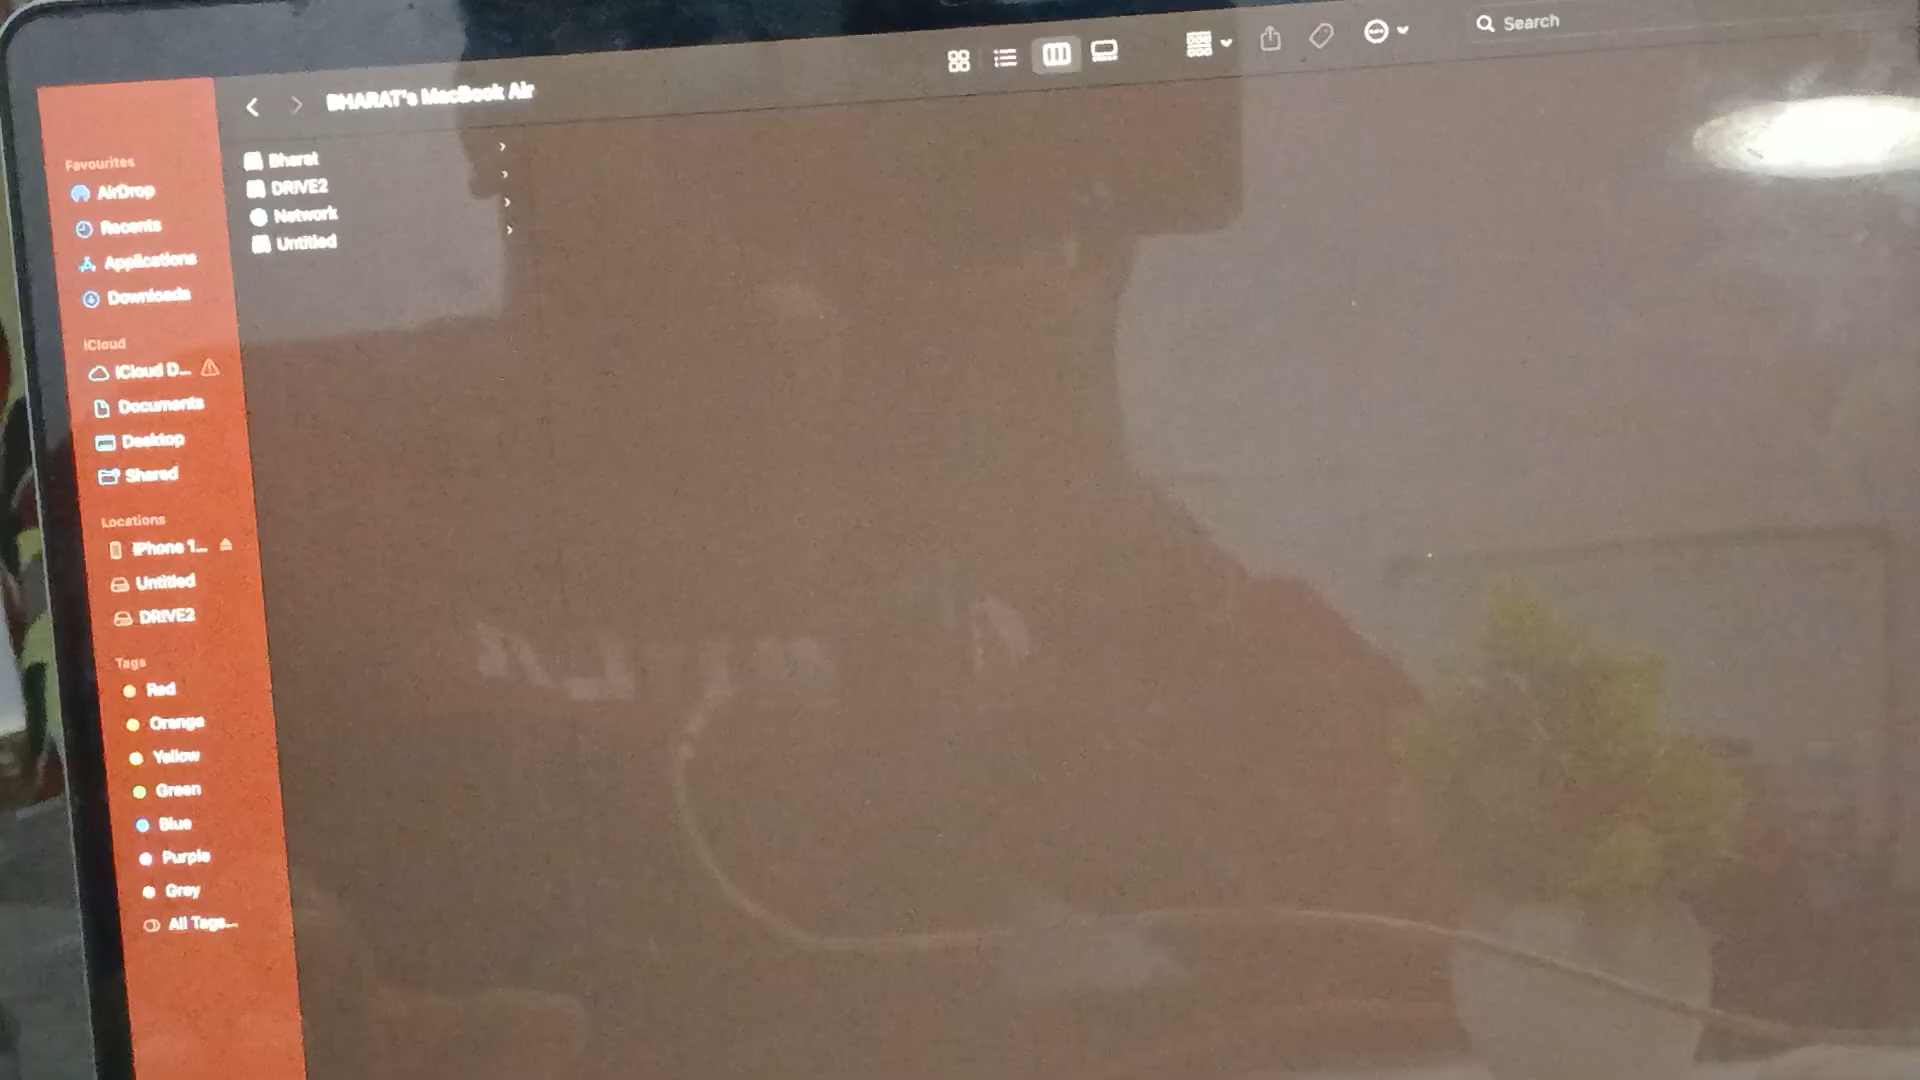 BHARAT's MacBook Air
Search
Favourites
AirDrop
Recents
Applications
Downloads
iCloud
iCloud D...
Documents
Desktop
Shared
Locations
iPhone 1...
Untitled
DRIVE2
Tags
Red
Orange
Yellow
Green
Blue
Purple
Grey
All Tags...
Bharat
DRIVE2
Network
Untitled